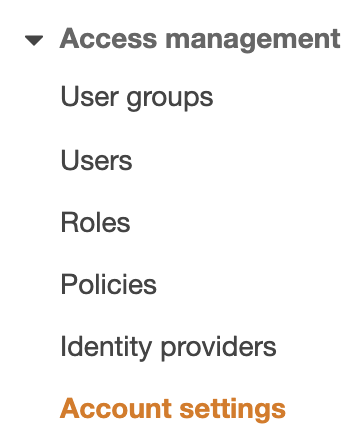 Access management
User groups
Users
Roles
Policies
Identity providers
Account settings